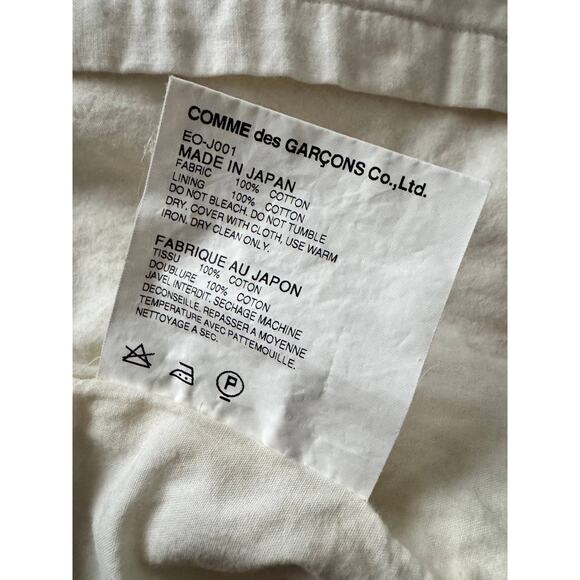 COMME des GARÇONS Co.,Ltd.
EO-J001
MADE IN JAPAN
FABRIC 100% COTTON
LINING 100% COTTON
DO NOT BLEACH. DO NOT TUMBLE
DRY. COVER WITH CLOTH, USE WARM
IRON. DRY CLEAN ONLY.
FABRIQUE AU JAPON
TISSU 100% COTON
DOUBLURE 100% COTON
JAVEL INTERDIT. SECHAGE MACHINE
DECONSEILLE. REPASSER A MOYENNE
TEMPERATURE AVEC PATTEMOUILLE.
NETTOYAGE A SEC.
P